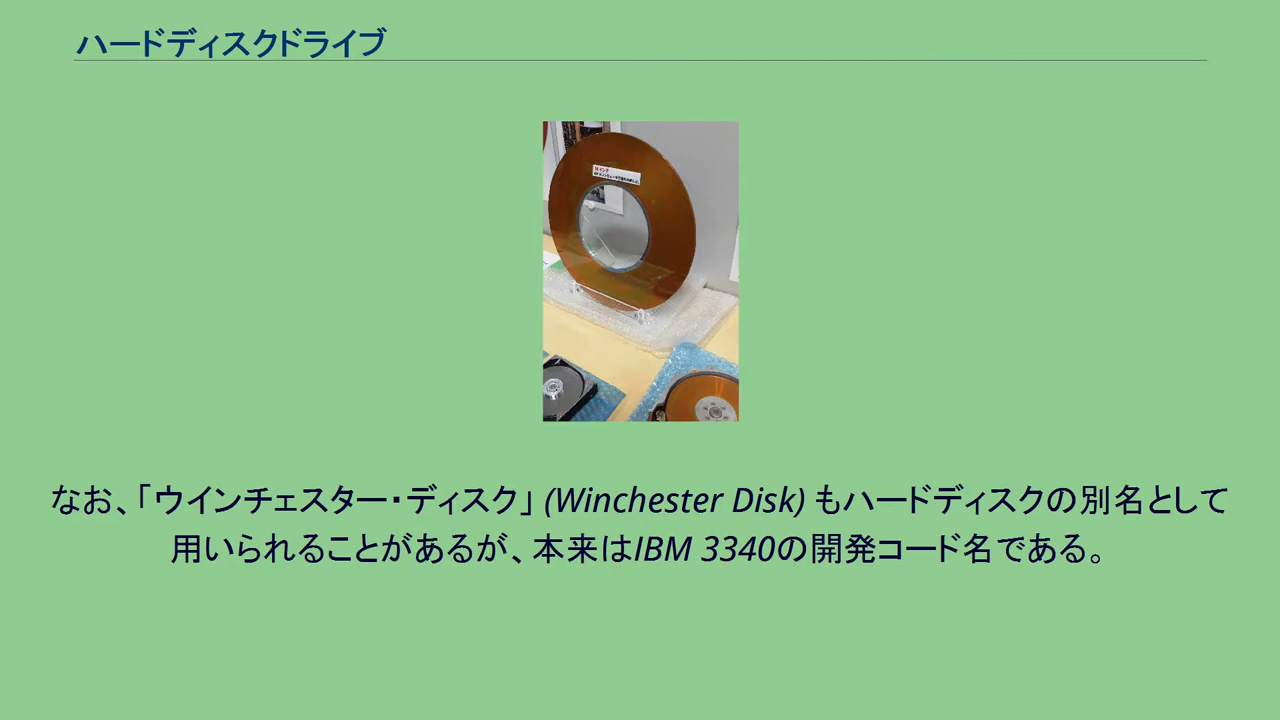 ハードディスクドライブ
なお、「ウインチェスター・ディスク」 (Winchester Disk) もハードディスクの別名として
用いられることがあるが、本来はIBM 3340の開発コード名である。